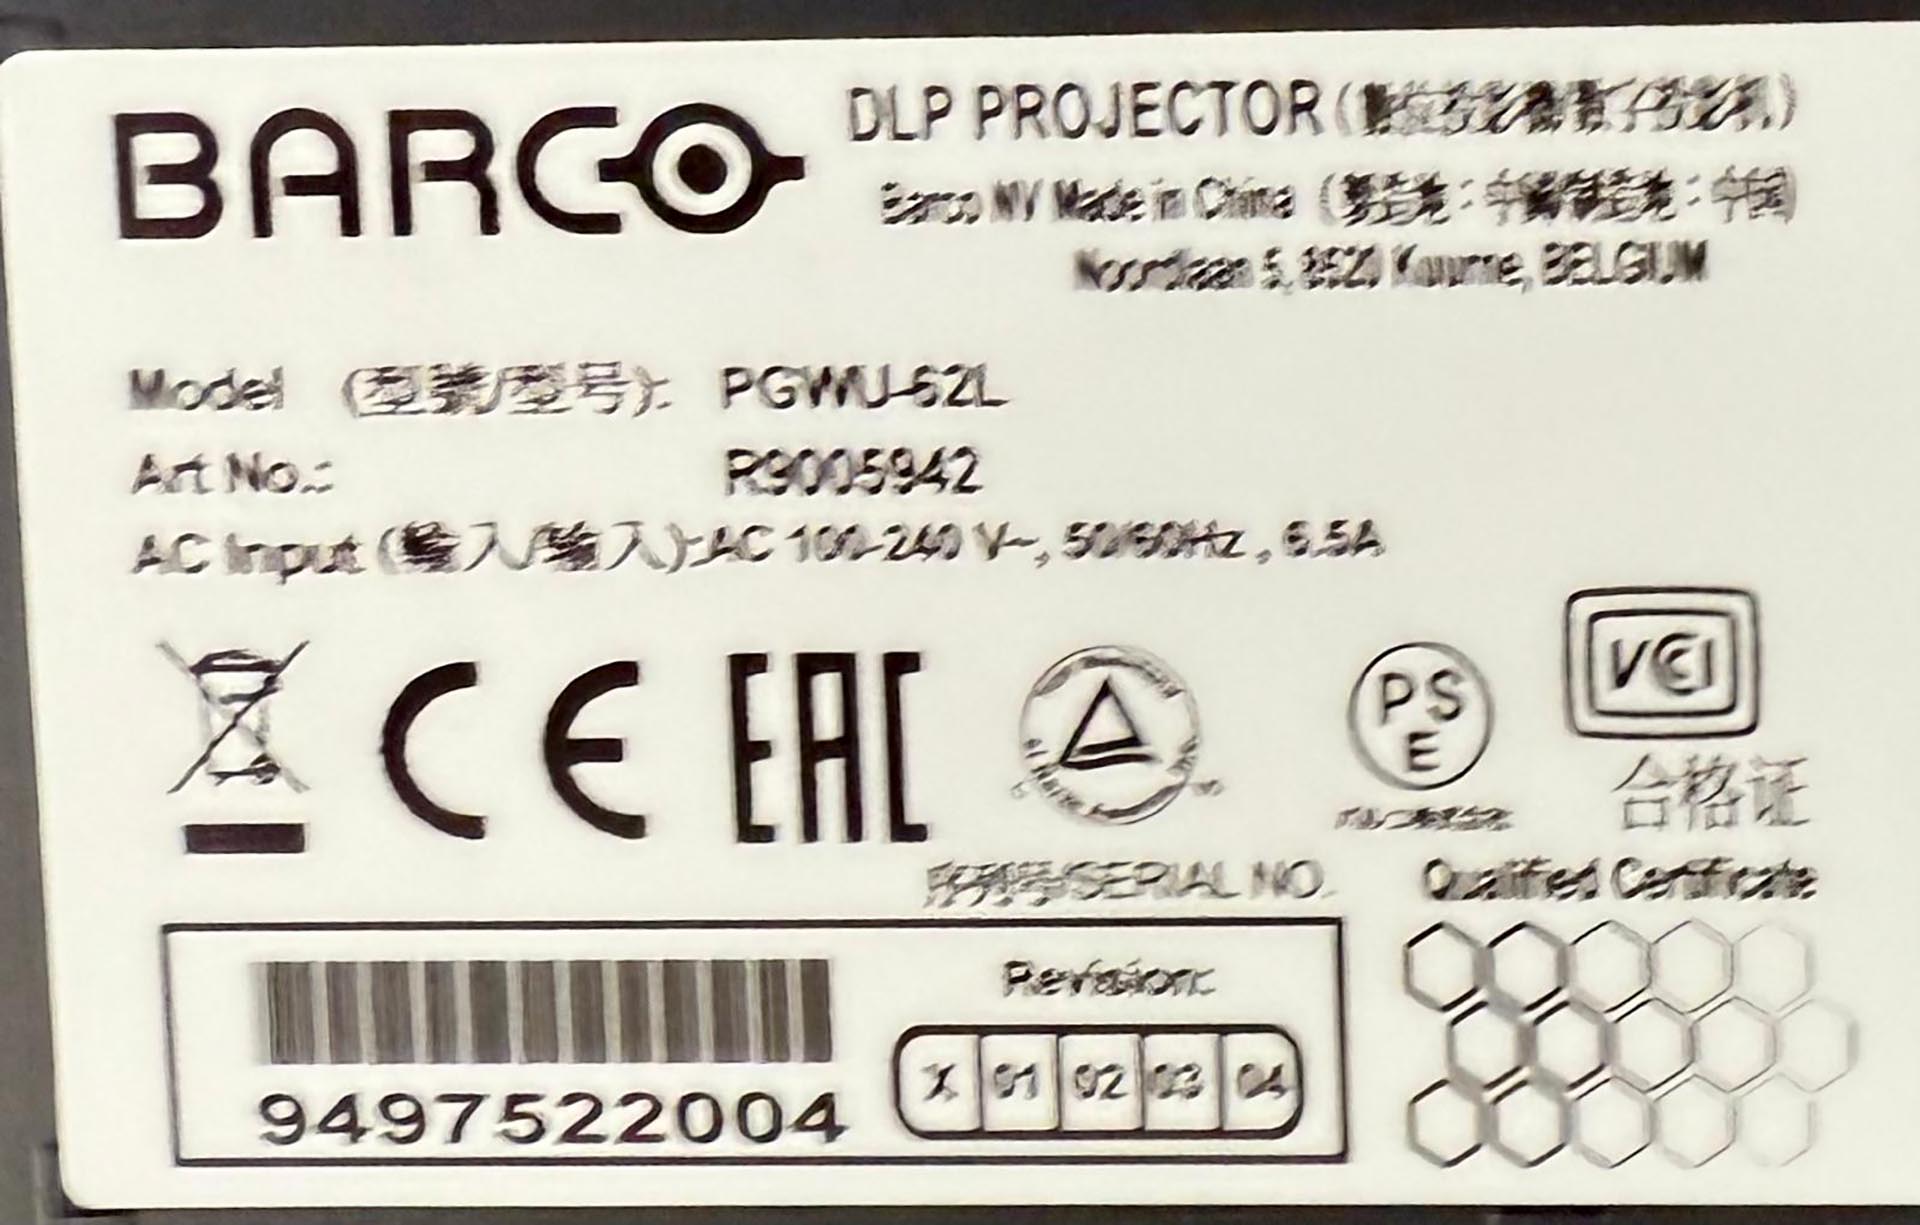 BARCO
DLP PROJECTOR
Barco NV Made in China
Noordlaan 5, 8520 Kuurne, BELGIUM
Model (型號/型号): PGWU-62L
Art No.: R9005942
AC Input (輸入/输入): AC 100-240 V~, 50/60Hz, 6.5A
CE EAC
PS
E
VCCI
合格证
SERIAL NO.
Qualified Certificate
Revision:
X 01 02 03 04
9497522004